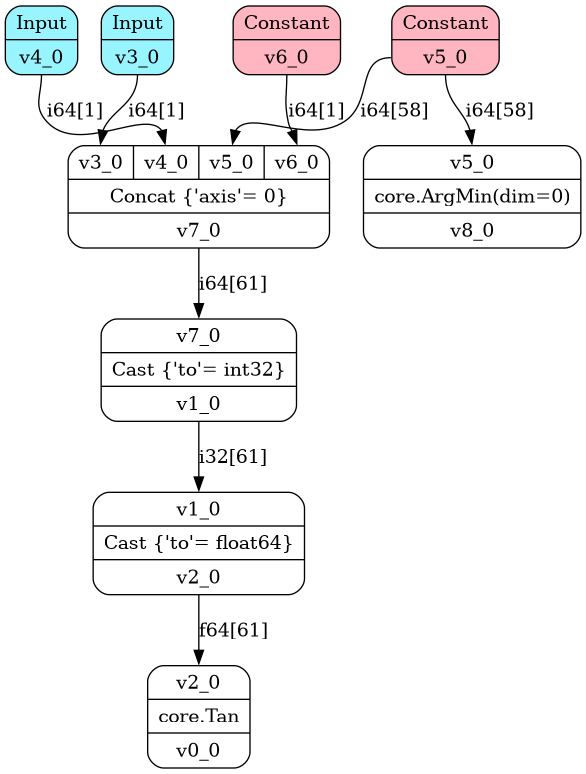 Input
v4_0
Input
v3_0
Constant
v6_0
Constant
v5_0
i64[1]
i64[1]
i64[1]
i64[58]
i64[58]
v3_0 v4_0 v5_0 v6_0
Concat {'axis'= 0}
v7_0
v5_0
core.ArgMin(dim=0)
v8_0
i64[61]
v7_0
Cast {'to'= int32}
v1_0
i32[61]
v1_0
Cast {'to'= float64}
v2_0
f64[61]
v2_0
core.Tan
v0_0